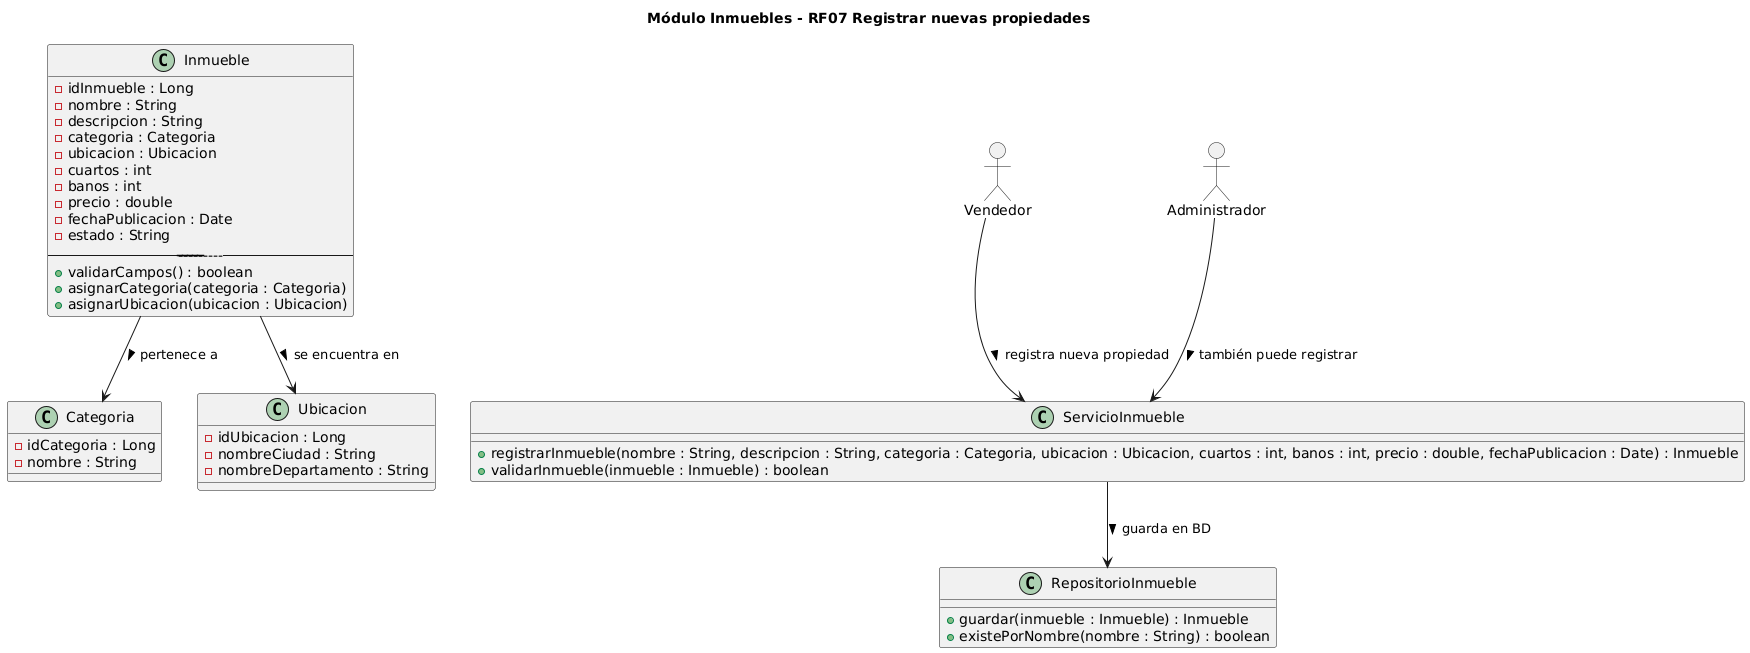 Módulo Inmuebles - RF07 Registrar nuevas propiedades
C Inmueble
idInmueble : Long
nombre : String
descripcion : String
categoria : Categoria
ubicacion : Ubicacion
cuartos : int
banos : int
precio : double
fechaPublicacion : Date
estado : String
validarCampos() : boolean
asignarCategoria(categoria : Categoria)
asignarUbicacion(ubicacion : Ubicacion)
Vendedor
Administrador
pertenece a
se encuentra en
registra nueva propiedad
también puede registrar
C Categoria
idCategoria : Long
nombre : String
C Ubicacion
idUbicacion : Long
nombreCiudad : String
nombreDepartamento : String
C ServicioInmueble
registrarInmueble(nombre : String, descripcion : String, categoria : Categoria, ubicacion : Ubicacion, cuartos : int, banos : int, precio : double, fechaPublicacion : Date) : Inmueble
validarInmueble(inmueble : Inmueble) : boolean
guarda en BD
C RepositorioInmueble
guardar(inmueble : Inmueble) : Inmueble
existePorNombre(nombre : String) : boolean